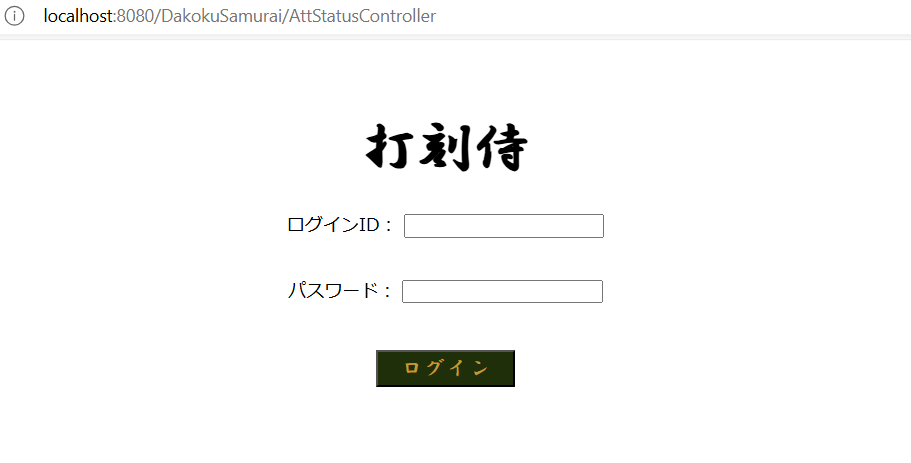 localhost:8080/DakokuSamurai/AttStatusController
打刻侍
ログインID：
パスワード：
ログイン